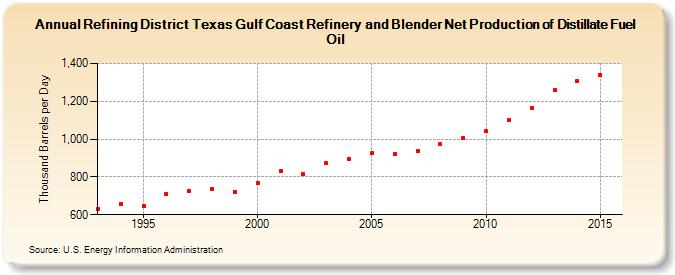 Annual Refining District Texas Gulf Coast Refinery and Blender Net Production of Distillate Fuel
Oil
Thousand Barrels per Day
1,400
1,200
1,000
800
600
1995
2000
2005
2010
2015
Source: U.S. Energy Information Administration